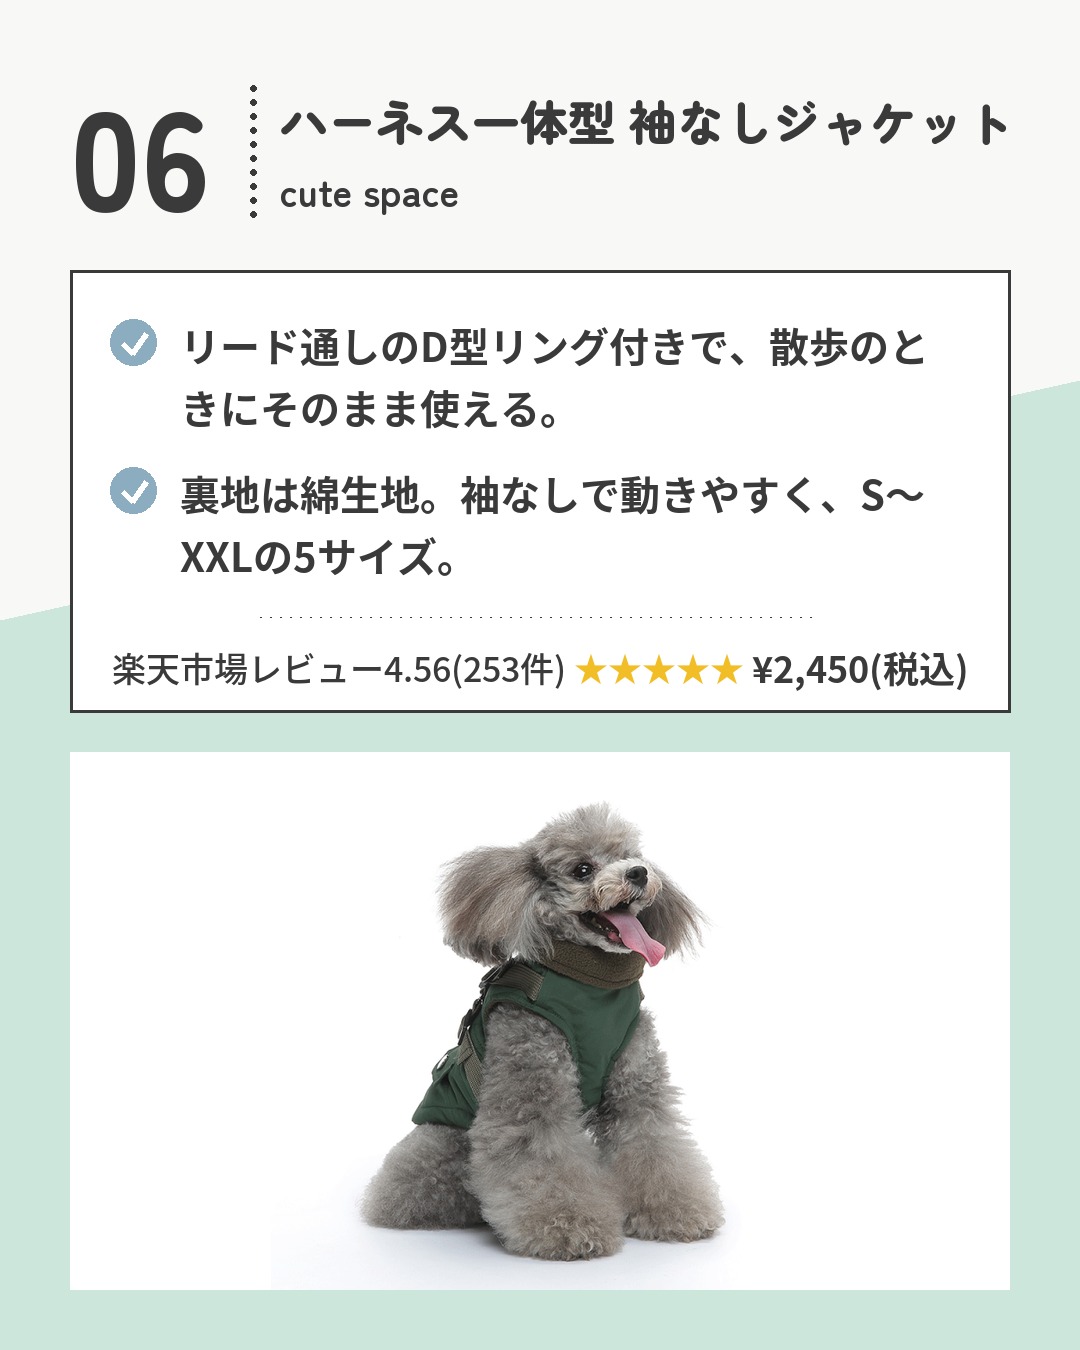 06
ハーネス一体型 袖なしジャケット
cute space
リード通しのD型リング付きで、散歩のと
きにそのまま使える。
裏地は綿生地。袖なしで動きやすく、S〜
XXLの5サイズ。
楽天市場レビュー4.56(253件) ★★★★★ ¥2,450(税込)